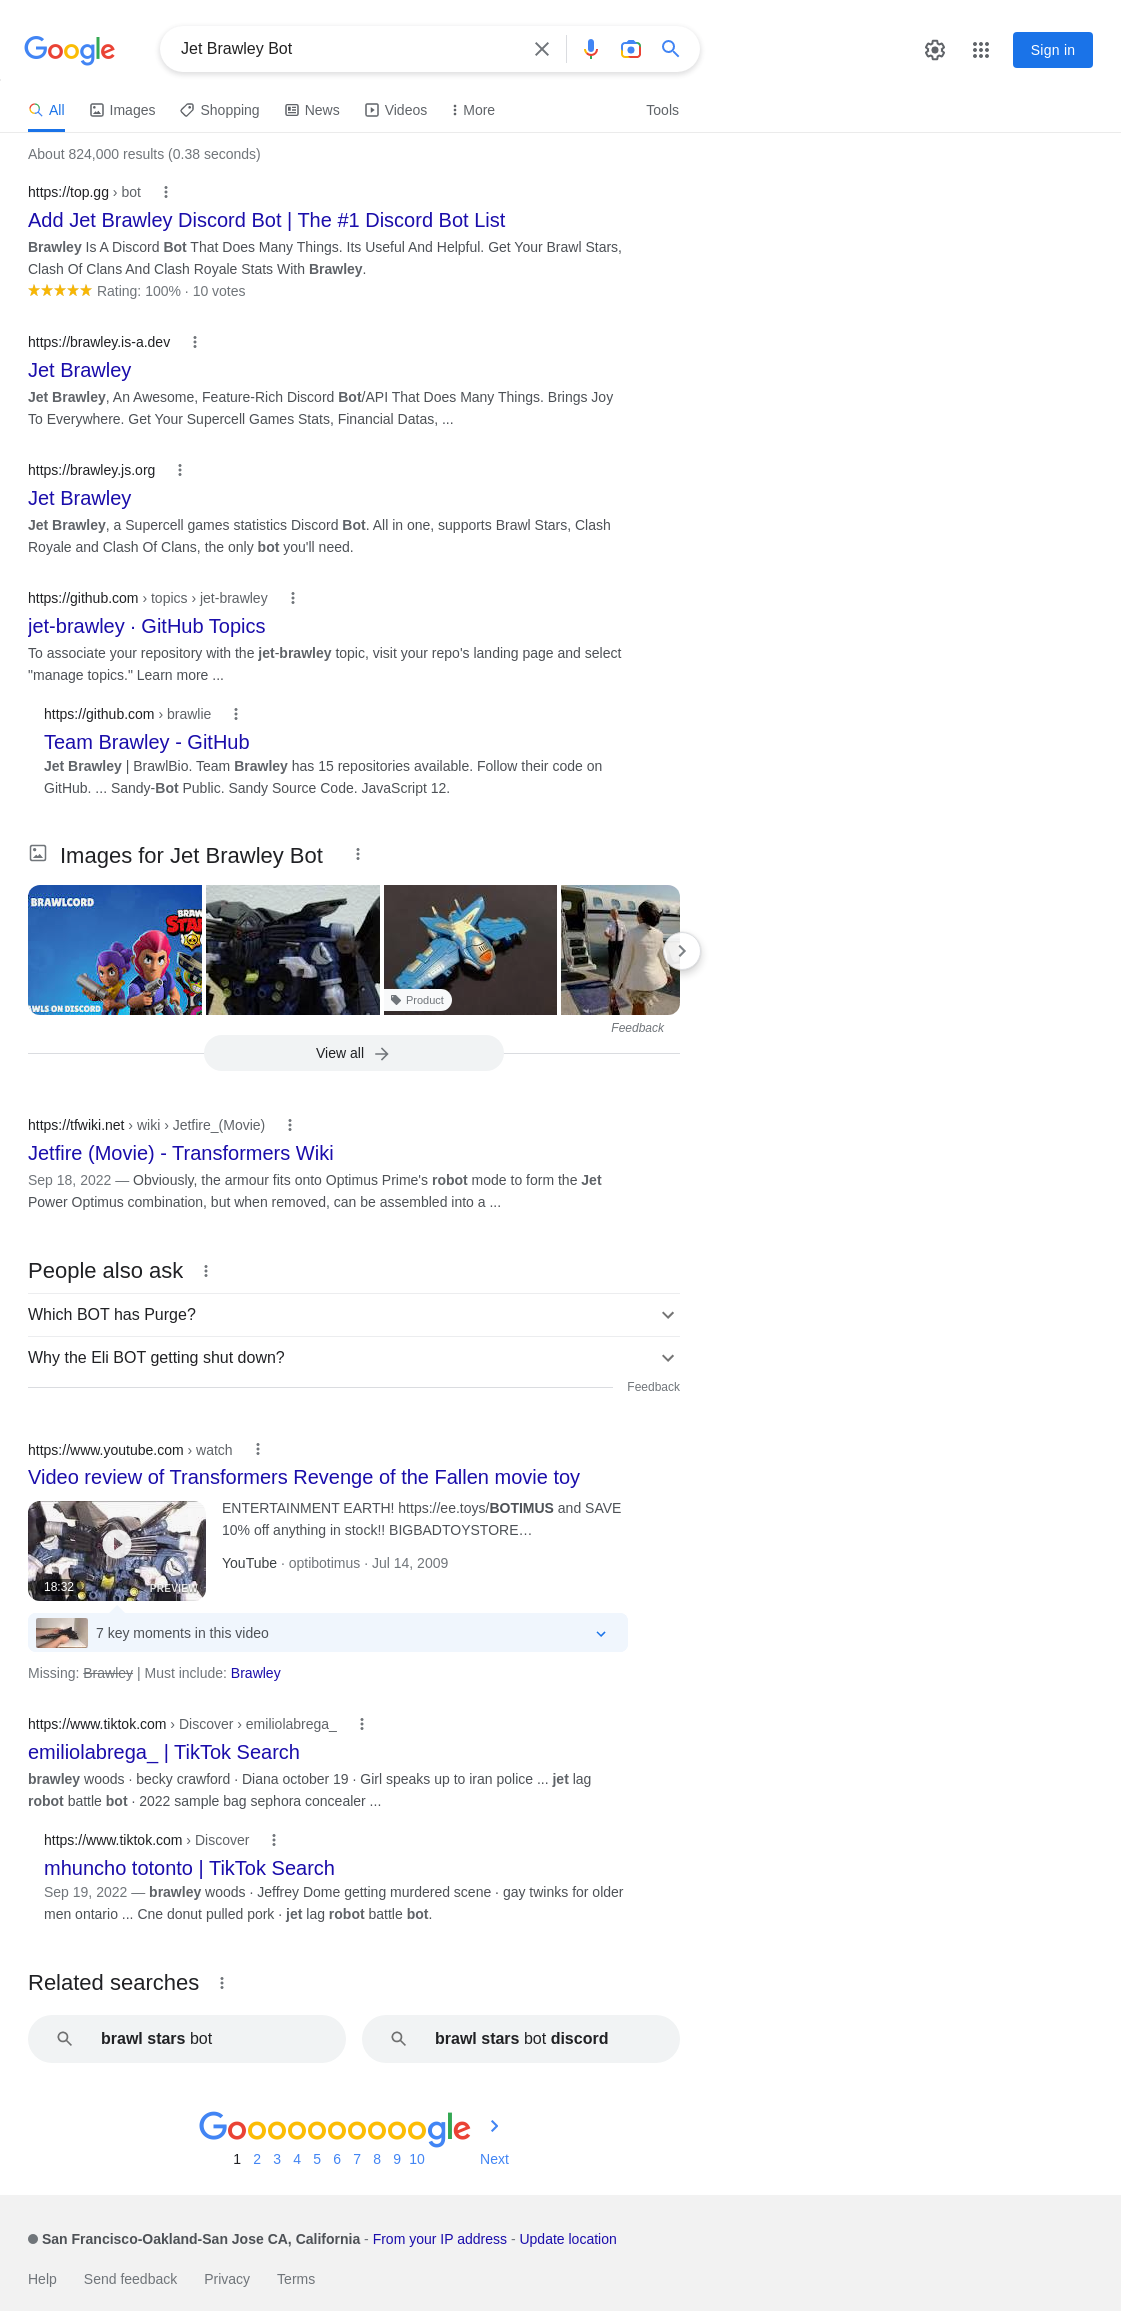 Google
Jet Brawley Bot
Sign in
All
Images
Shopping
News
Videos
More
Tools
About 824,000 results (0.38 seconds)
https://top.gg › bot
Add Jet Brawley Discord Bot | The #1 Discord Bot List
Brawley Is A Discord Bot That Does Many Things. Its Useful And Helpful. Get Your Brawl Stars,
Clash Of Clans And Clash Royale Stats With Brawley.
Rating: 100% · 10 votes
https://brawley.is-a.dev
Jet Brawley
Jet Brawley, An Awesome, Feature-Rich Discord Bot/API That Does Many Things. Brings Joy
To Everywhere. Get Your Supercell Games Stats, Financial Datas, ...
https://brawley.js.org
Jet Brawley
Jet Brawley, a Supercell games statistics Discord Bot. All in one, supports Brawl Stars, Clash
Royale and Clash Of Clans, the only bot you'll need.
https://github.com › topics › jet-brawley
jet-brawley · GitHub Topics
To associate your repository with the jet-brawley topic, visit your repo's landing page and select
"manage topics." Learn more ...
https://github.com › brawlie
Team Brawley - GitHub
Jet Brawley | BrawlBio. Team Brawley has 15 repositories available. Follow their code on
GitHub. ... Sandy-Bot Public. Sandy Source Code. JavaScript 12.
Images for Jet Brawley Bot
BRAWLCORD
BRAW
STA
AWLS ON DISCORD
Product
Feedback
View all
https://tfwiki.net › wiki › Jetfire_(Movie)
Jetfire (Movie) - Transformers Wiki
Sep 18, 2022 — Obviously, the armour fits onto Optimus Prime's robot mode to form the Jet
Power Optimus combination, but when removed, can be assembled into a ...
People also ask
Which BOT has Purge?
Why the Eli BOT getting shut down?
Feedback
https://www.youtube.com › watch
Video review of Transformers Revenge of the Fallen movie toy
ENTERTAINMENT EARTH! https://ee.toys/BOTIMUS and SAVE
10% off anything in stock!! BIGBADTOYSTORE…
YouTube · optibotimus · Jul 14, 2009
18:32
PREVIEW
7 key moments in this video
Missing: Brawley | Must include: Brawley
https://www.tiktok.com › Discover › emiliolabrega_
emiliolabrega_ | TikTok Search
brawley woods · becky crawford · Diana october 19 · Girl speaks up to iran police ... jet lag
robot battle bot · 2022 sample bag sephora concealer ...
https://www.tiktok.com › Discover
mhuncho totonto | TikTok Search
Sep 19, 2022 — brawley woods · Jeffrey Dome getting murdered scene · gay twinks for older
men ontario ... Cne donut pulled pork · jet lag robot battle bot.
Related searches
brawl stars bot
brawl stars bot discord
Goooooooooogle
1 2 3 4 5 6 7 8 9 10 Next
San Francisco-Oakland-San Jose CA, California - From your IP address - Update location
Help Send feedback Privacy Terms